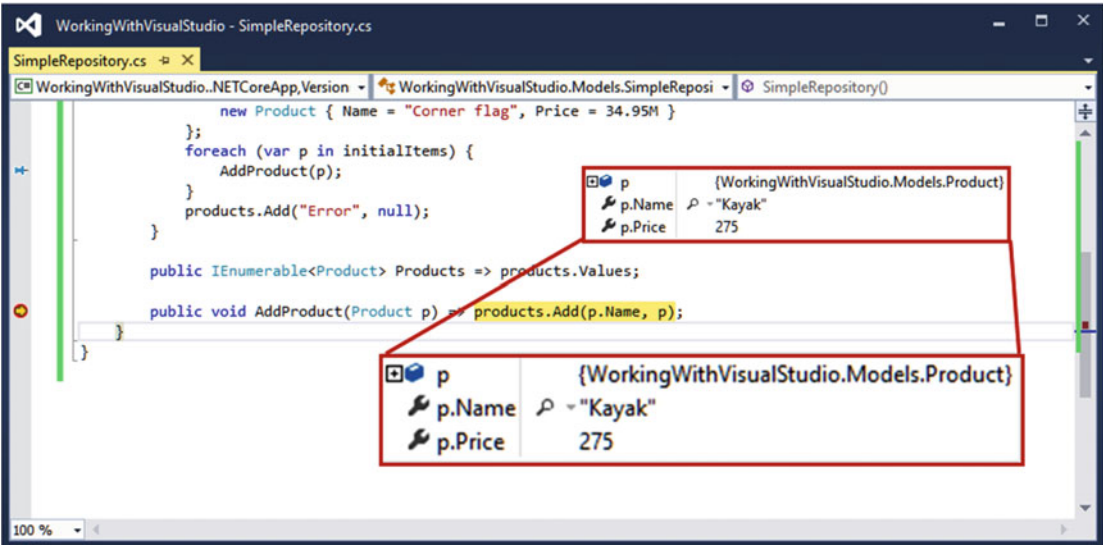 WorkingWithVisualStudio - SimpleRepository.cs
SimpleRepository.cs
C# WorkingWithVisualStudio..NETCoreApp,Version WorkingWithVisualStudio.Models.SimpleReposi SimpleRepository()
new Product { Name = "Corner flag", Price = 34.95M }
};
foreach (var p in initialItems) {
AddProduct(p);
}
products.Add("Error", null);
}
p {WorkingWithVisualStudio.Models.Product}
p.Name "Kayak"
p.Price 275
public IEnumerable<Product> Products => products.Values;
public void AddProduct(Product p) => products.Add(p.Name, p);
}
}
p {WorkingWithVisualStudio.Models.Product}
p.Name "Kayak"
p.Price 275
100 %